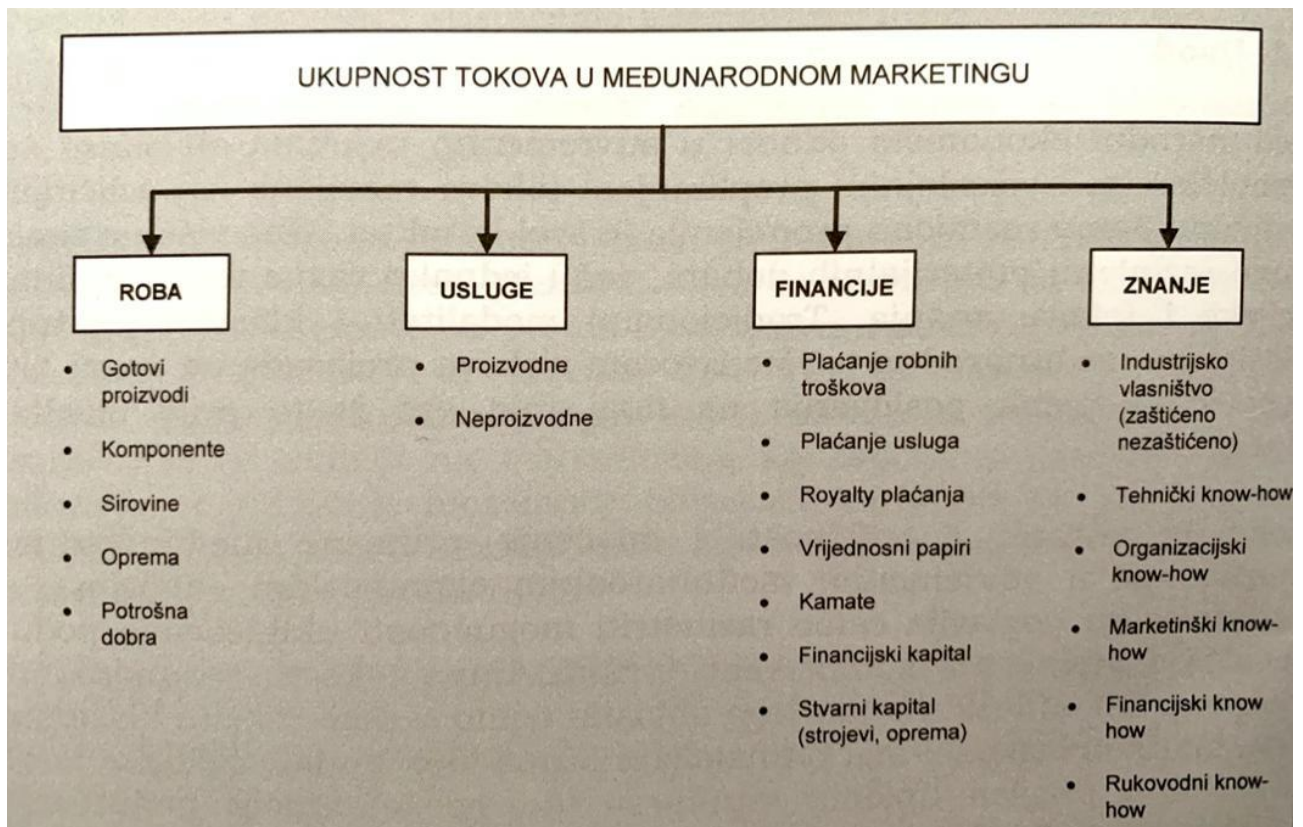 UKUPNOST TOKOVA U MEĐUNARODNOM MARKETINGU
ROBA
Gotovi
proizvodi
Komponente
Sirovine
Oprema
Potrošna
dobra
USLUGE
Proizvodne
Neproizvodne
FINANCIJE
Plaćanje robnih
troškova
Plaćanje usluga
Royalty plaćanja
Vrijednosni papiri
Kamate
Financijski kapital
Stvarni kapital
(strojevi, oprema)
ZNANJE
Industrijsko
vlasništvo
(zaštićeno
nezaštićeno)
Tehnički know-how
Organizacijski
know-how
Marketinški know-
how
Financijski know
how
Rukovodni know-
how